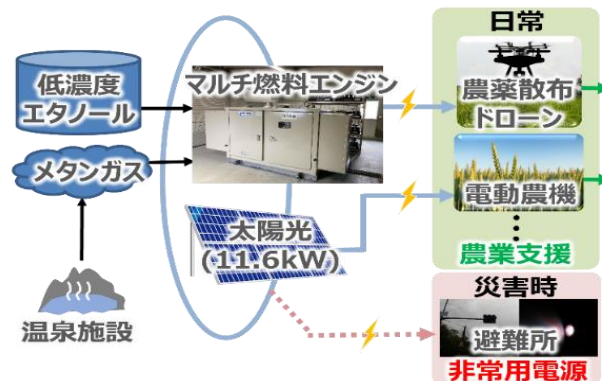 低濃度
エタノール
メタンガス
温泉施設
マルチ燃料エンジン
太陽光
(11.6kW)
日常
農薬散布
ドローン
電動農機
農業支援
災害時
避難所
非常用電源